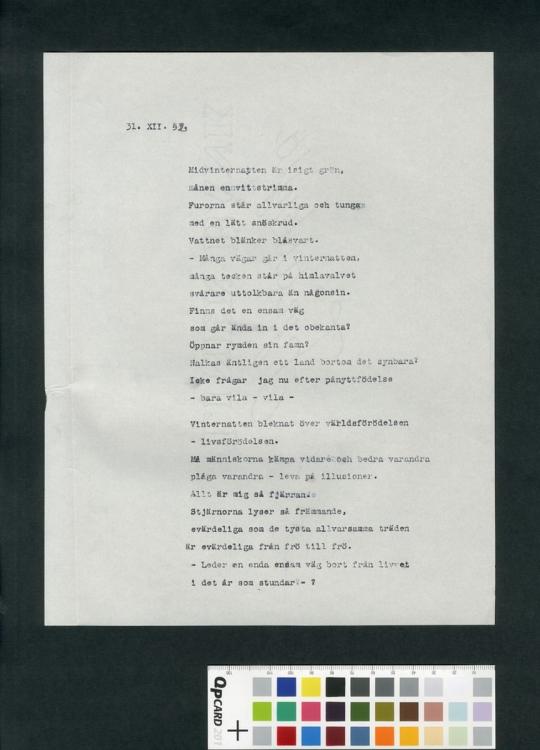 31. XII.
Midvinternatten är isigt grön,
månen en vit strimma.
Furorna står allvarliga och tunga
med en lätt snöskrud.
Vattnet blänker blåsvart.
- Många vägar går i vinternatten,
många tecken står på himlavalvet
svårare uttolkbara än någonsin.
Finns det en ensam väg
som går ända in i det obekanta?
Öppnar rymden sin famn?
Nalkas äntligen ett land bortom det synbara?
Icke frågar jag nu efter pånyttfödelse
- bara vila - vila -
Vinternatten bleknat över världsförödelsen
- livsförödelsen.
Må människorna kämpa vidare och bedra varandra
plåga varandra - leva på illusioner.
Allt är mig så fjärran
Stjärnorna lyser så främmande,
evärdeliga som de tysta allvarsamma träden
är evärdeliga från frö till frö.
- Leder en enda ensam väg bort från livet
i det år som stundar - ?
QPCARD 201